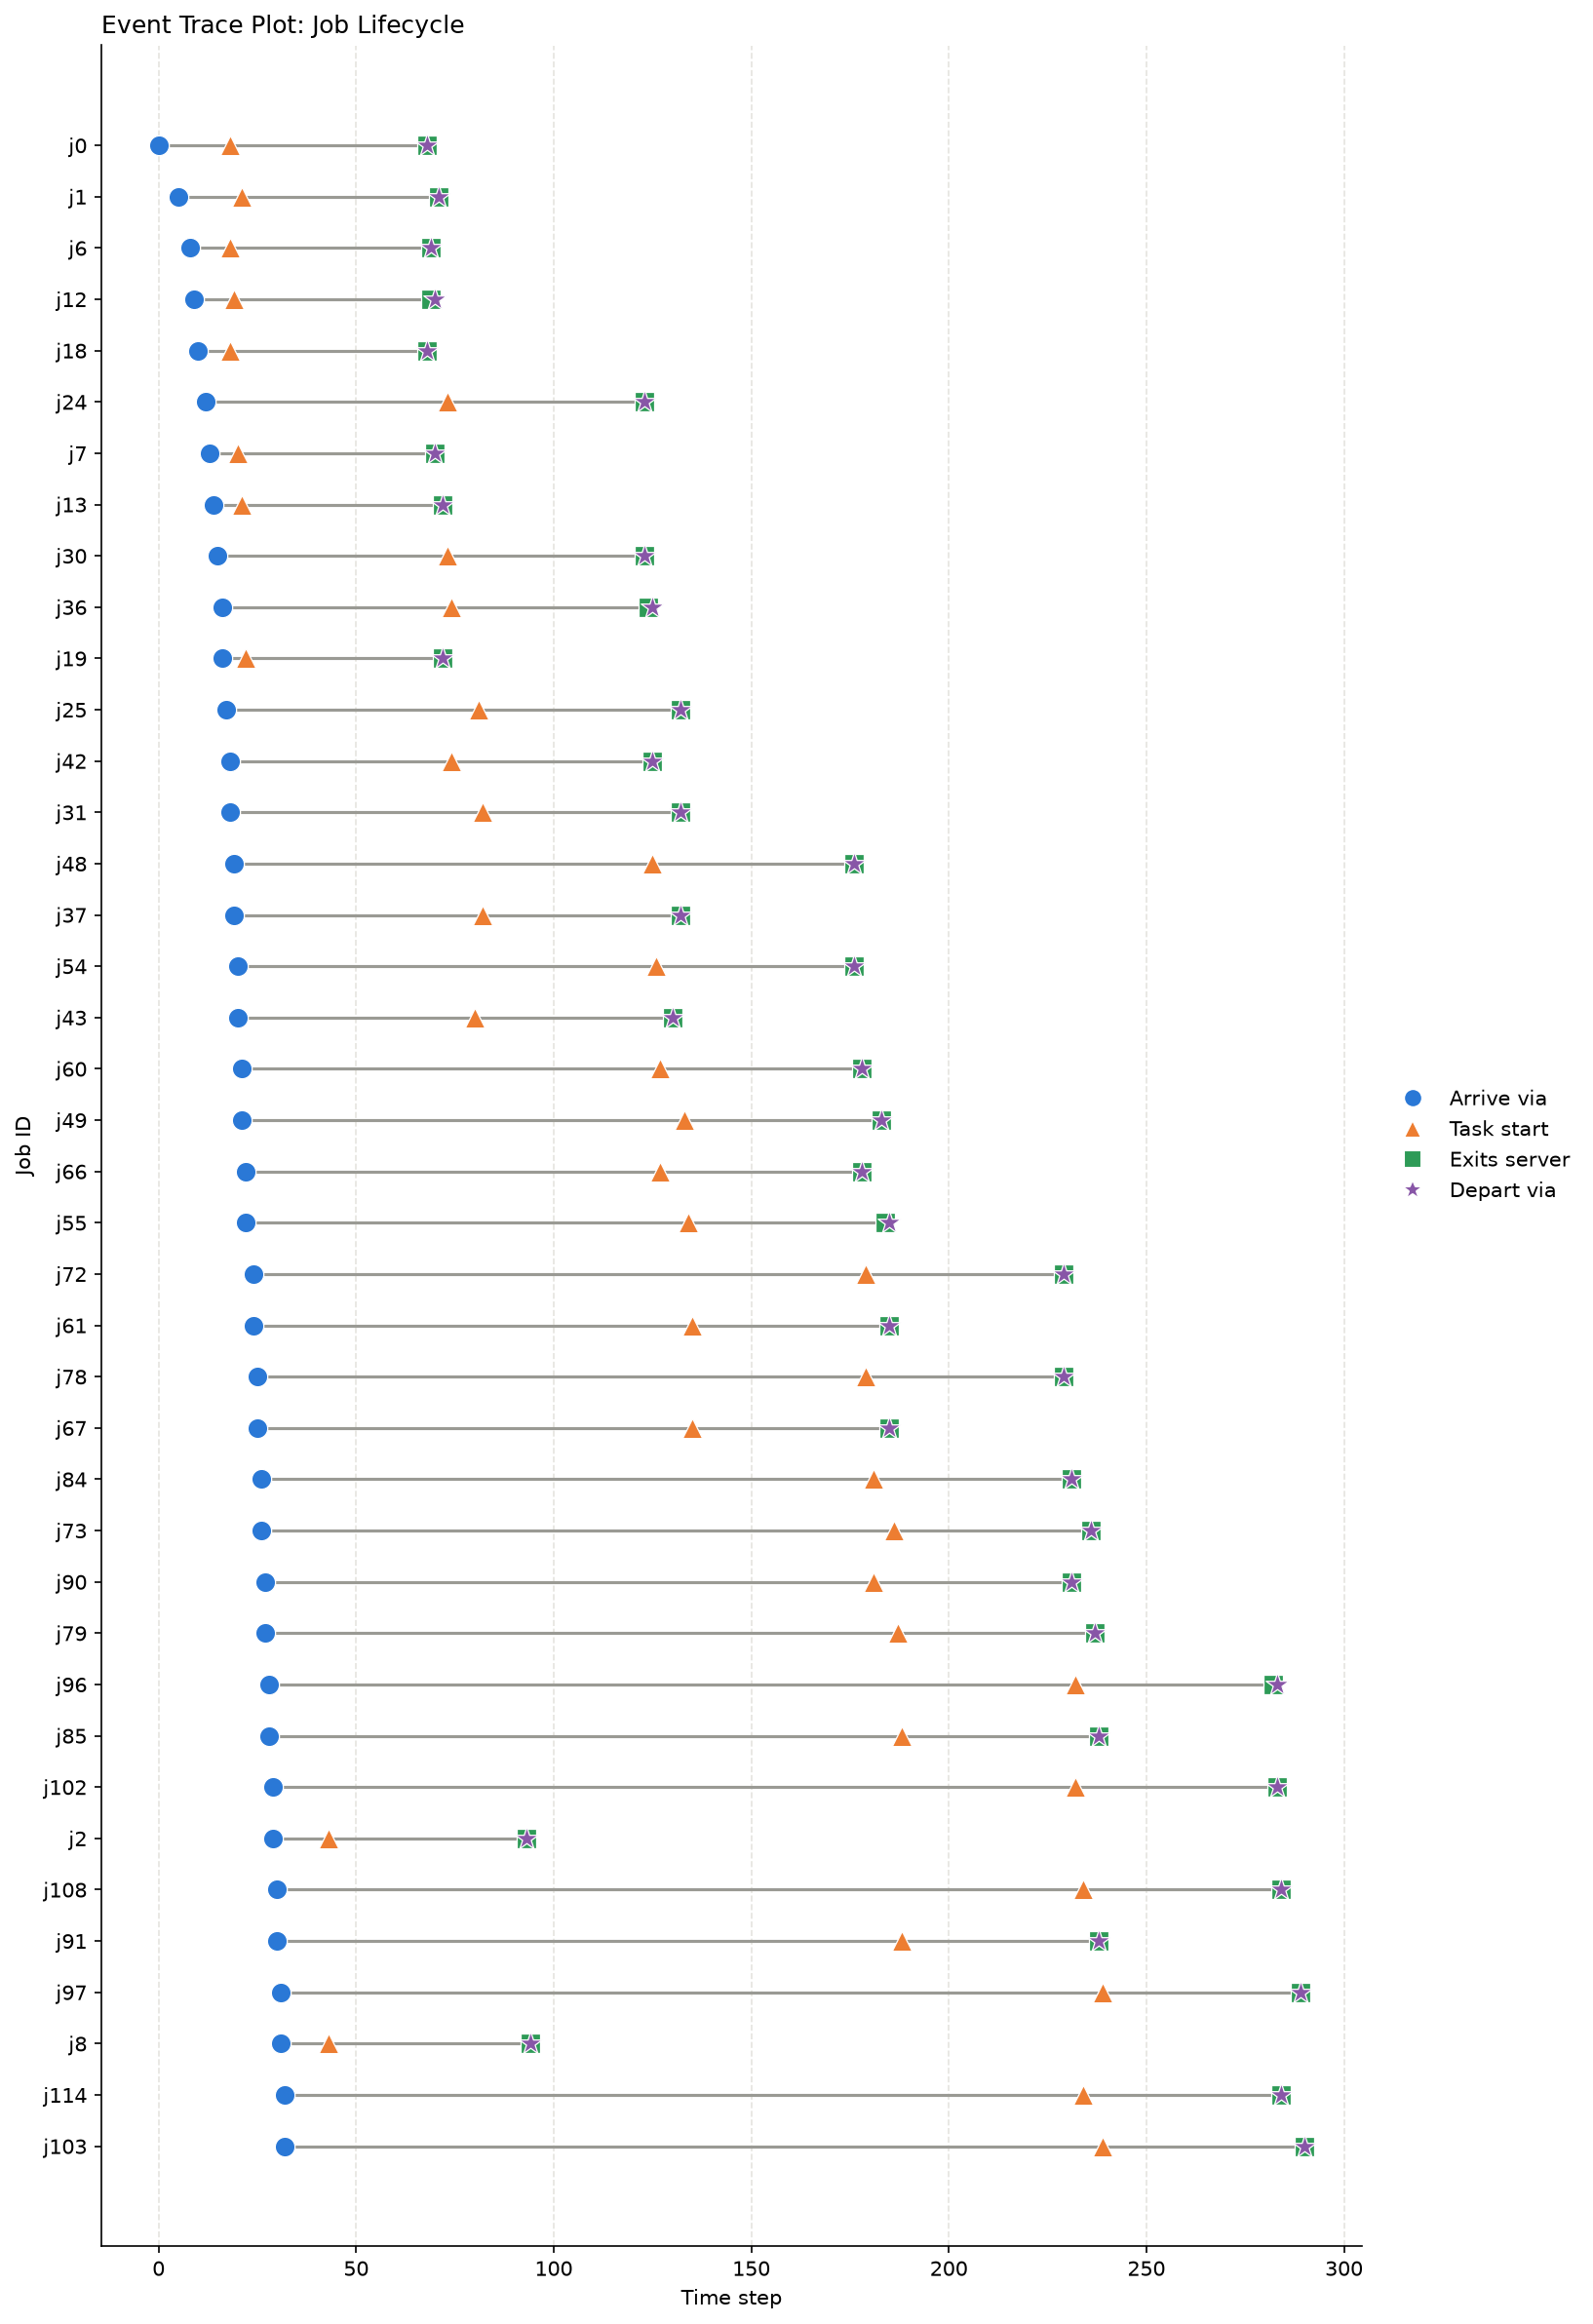 Event Trace Plot: Job Lifecycle
j0
j1
j6
j12
j18
j24
j7
j13
j30
j36
j19
j25
j42
j31
j48
j37
j54
j43
j60
j49
j66
j55
j72
j61
j78
j67
j84
j73
j90
j79
j96
j85
j102
j2
j108
j91
j97
j8
j114
j103
Job ID
0 50 100 150 200 250 300
Time step
Arrive via
Task start
Exits server
Depart via